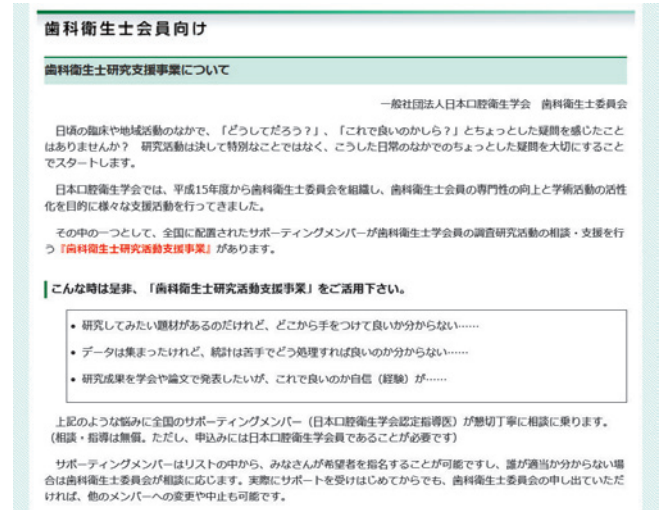 歯科衛生士会員向け
歯科衛生士研究支援事業について
一般社団法人日本口腔衛生学会　歯科衛生士委員会
日頃の臨床や地域活動のなかで、「どうしてだろう？」、「これで良いのかしら？」とちょっとした疑問を感じたこと
はありませんか？　研究活動は決して特別なことではなく、こうした日常のなかでのちょっとした疑問を大切にすること
でスタートします。
日本口腔衛生学会では、平成15年度から歯科衛生士委員会を組織し、歯科衛生士会員の専門性の向上と学術活動の活性
化を目的に様々な支援活動を行ってきました。
その中の一つとして、全国に配置されたサポーティングメンバーが歯科衛生士学会員の調査研究活動の相談・支援を行
う『歯科衛生士研究活動支援事業』があります。
こんな時は是非、「歯科衛生士研究活動支援事業」をご活用下さい。
• 研究してみたい題材があるのだけれど、どこから手をつけて良いか分からない……
• データは集まったけれど、統計は苦手でどう処理すれば良いのか分からない……
• 研究成果を学会や論文で発表したいが、これで良いのか自信（経験）が……
上記のような悩みに全国のサポーティングメンバー（日本口腔衛生学会認定指導医）が懇切丁寧に相談に乗ります。
（相談・指導は無償。ただし、申込みには日本口腔衛生学会員であることが必要です）
サポーティングメンバーはリストの中から、みなさんが希望者を指名することが可能ですし、誰が適当か分からない場
合は歯科衛生士委員会が相談に応じます。実際にサポートを受けはじめてからでも、歯科衛生士委員会の申し出ていただ
ければ、他のメンバーへの変更や中止も可能です。